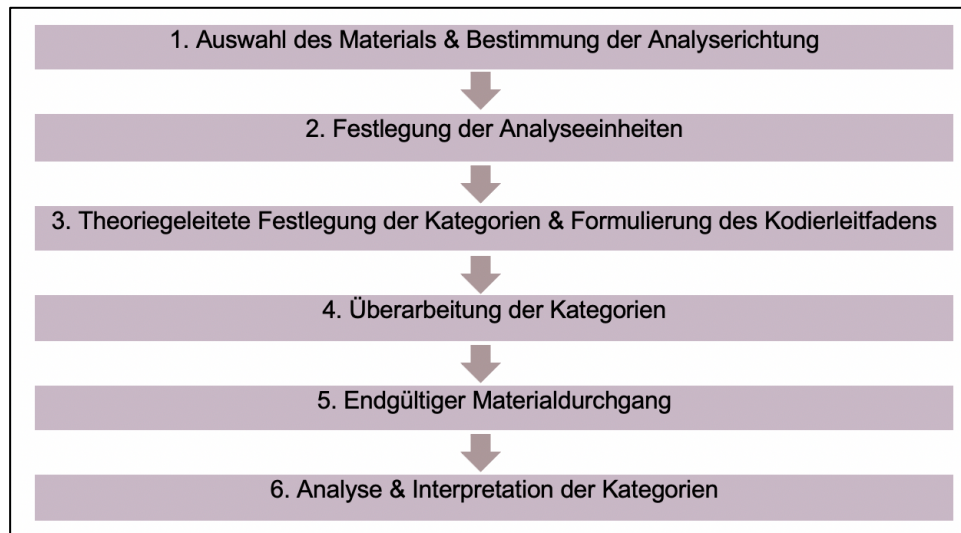 1. Auswahl des Materials & Bestimmung der Analyserichtung
2. Festlegung der Analyseeinheiten
3. Theoriegeleitete Festlegung der Kategorien & Formulierung des Kodierleitfadens
4. Überarbeitung der Kategorien
5. Endgültiger Materialdurchgang
6. Analyse & Interpretation der Kategorien